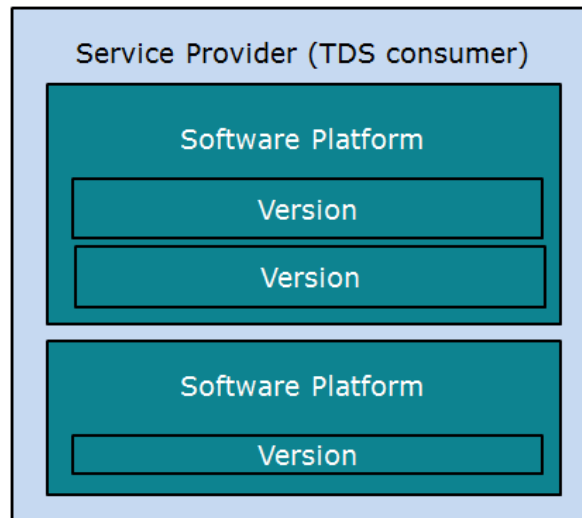 Service Provider (TDS consumer)
Software Platform
Version
Version
Software Platform
Version